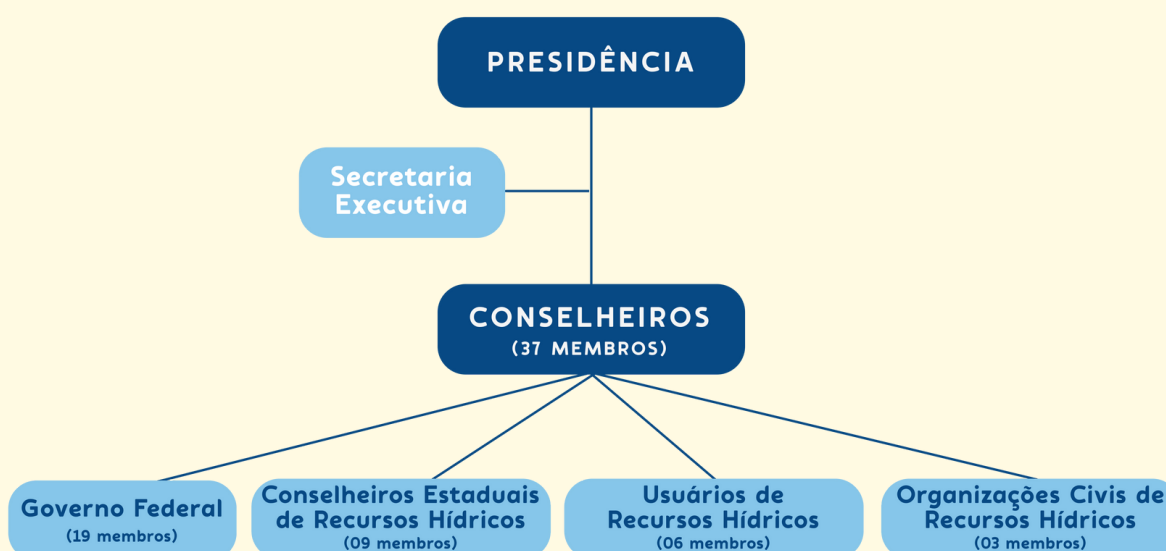 PRESIDÊNCIA
Secretaria
Executiva
CONSELHEIROS
(37 MEMBROS)
Governo Federal
(19 membros)
Conselheiros Estaduais
de Recursos Hídricos
(09 membros)
Usuários de
Recursos Hídricos
(06 membros)
Organizações Civis de
Recursos Hídricos
(03 membros)